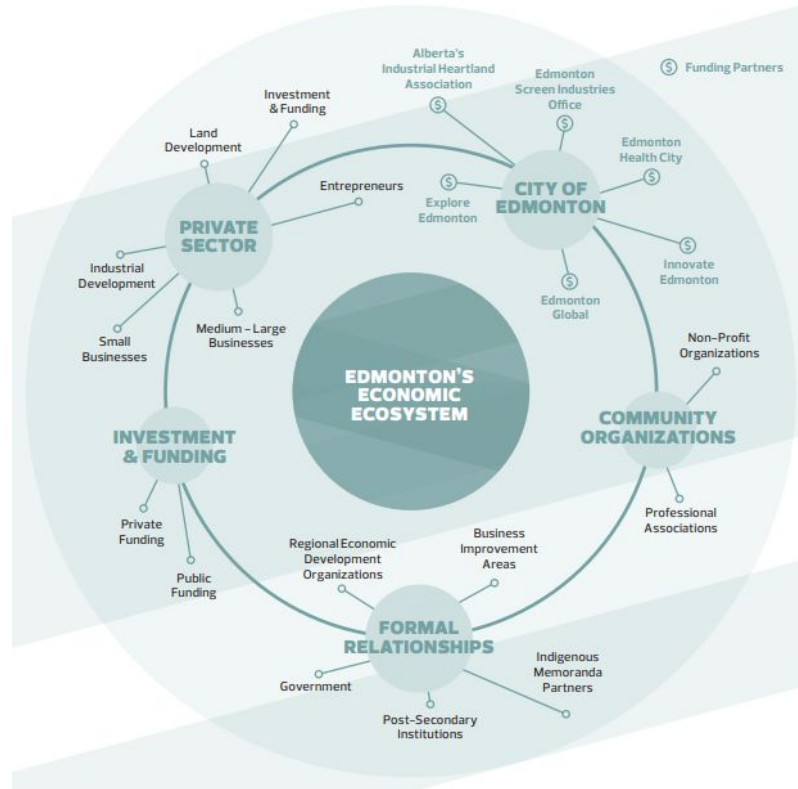 Alberta's
Industrial Heartland
Association
Edmonton
Screen Industries
Office
$ Funding Partners
$
$
Investment
& Funding
Land
Development
Edmonton
Health City
$
Entrepreneurs
$
Explore
Edmonton
CITY OF
EDMONTON
PRIVATE
SECTOR
$
Innovate
Edmonton
Industrial
Development
$
Edmonton
Global
Small
Businesses
Medium - Large
Businesses
Non-Profit
Organizations
EDMONTON'S
ECONOMIC
ECOSYSTEM
COMMUNITY
ORGANIZATIONS
INVESTMENT
& FUNDING
Professional
Associations
Private
Funding
Public
Funding
Regional Economic
Development
Organizations
Business
Improvement
Areas
FORMAL
RELATIONSHIPS
Government
Post-Secondary
Institutions
Indigenous
Memoranda
Partners